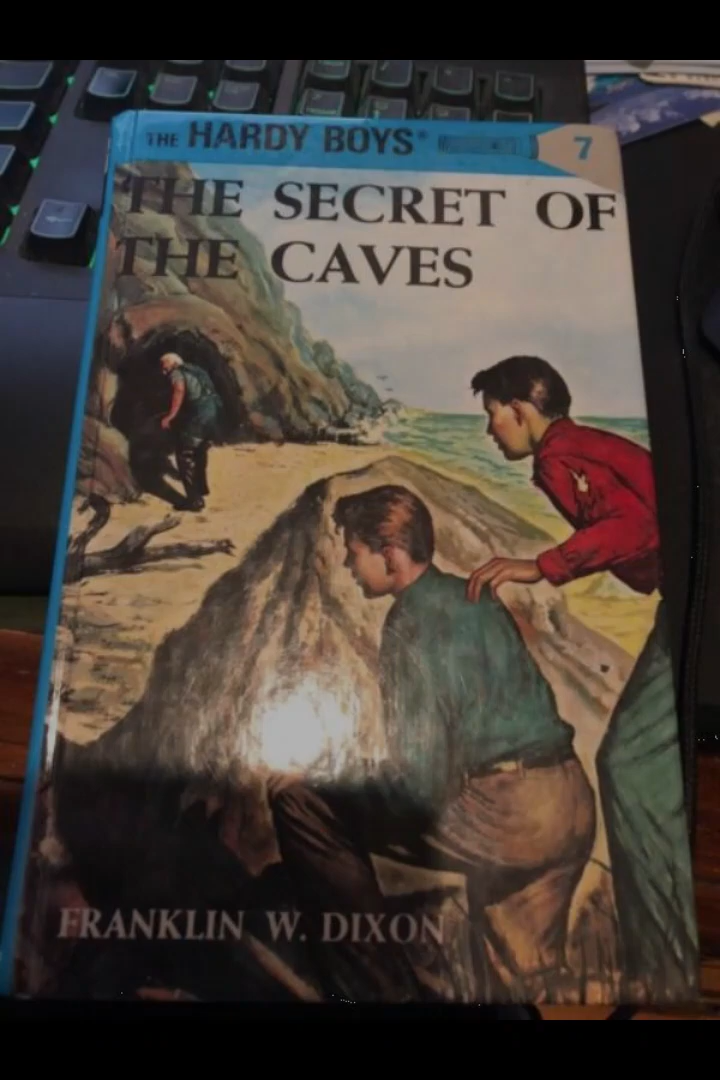 THE HARDY BOYS® 7
THE SECRET OF
THE CAVES
FRANKLIN W. DIXON